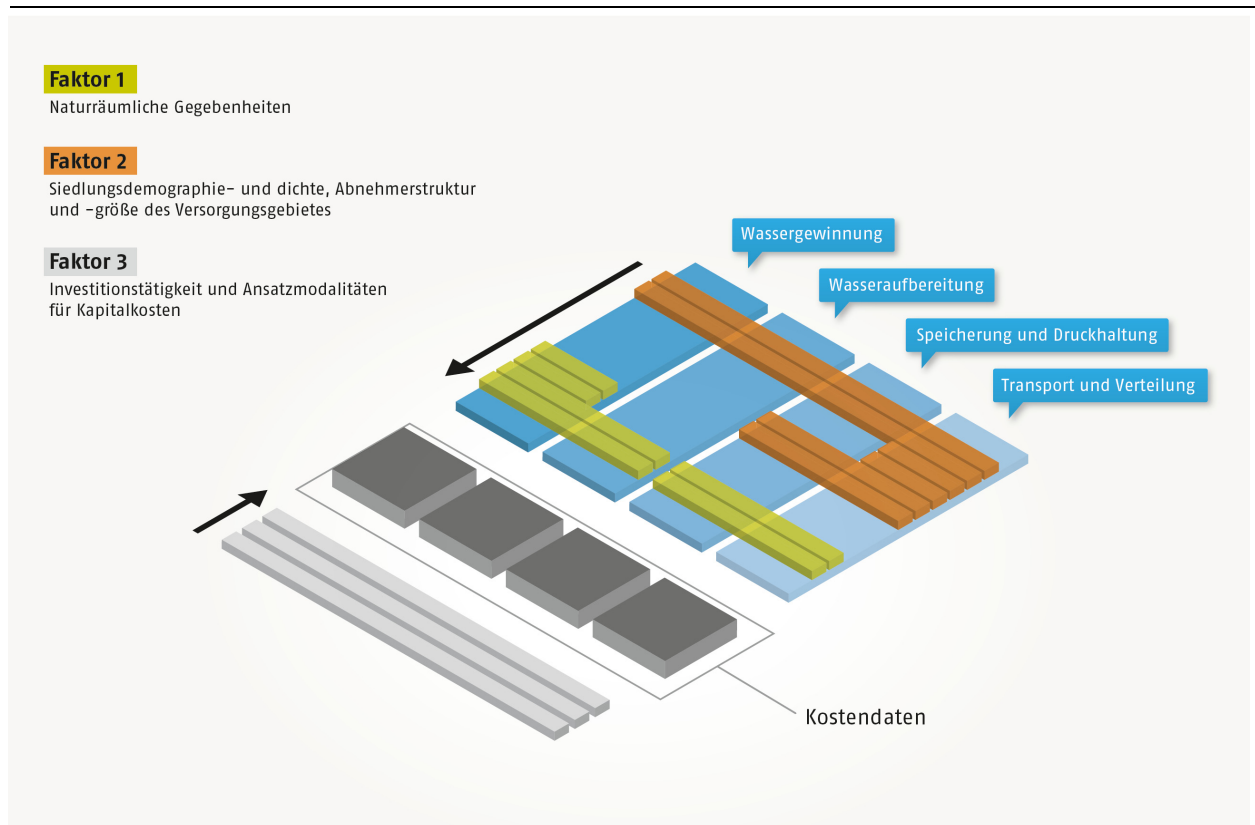 Faktor 1
Naturräumliche Gegebenheiten
Faktor 2
Siedlungsdemographie- und dichte, Abnehmerstruktur
und -größe des Versorgungsgebietes
Faktor 3
Investitionstätigkeit und Ansatzmodalitäten
für Kapitalkosten
Wassergewinnung
Wasseraufbereitung
Speicherung und Druckhaltung
Transport und Verteilung
Kostendaten